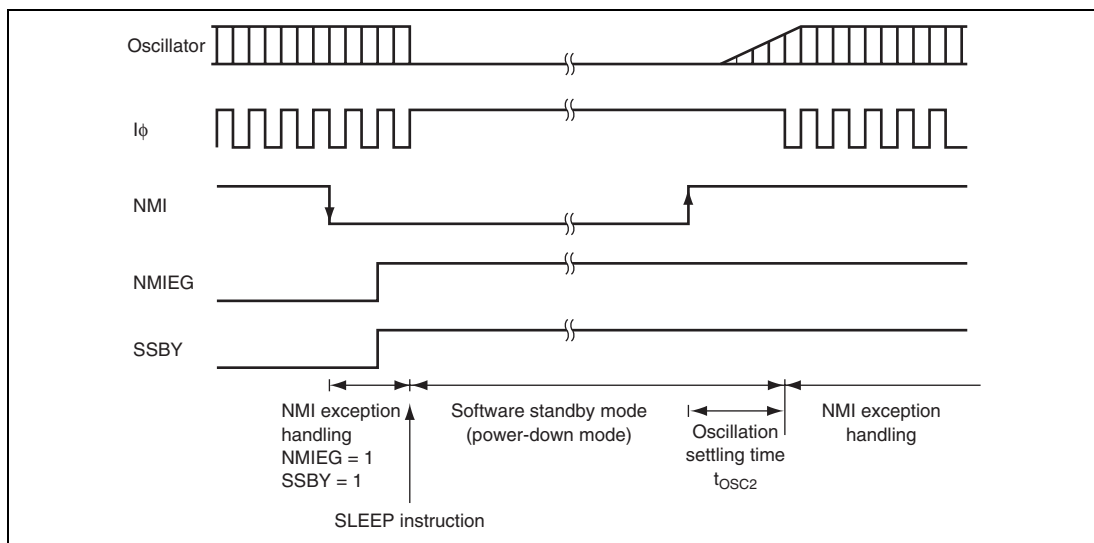 Oscillator
Iϕ
NMI
NMIEG
SSBY
NMI exception
handling
NMIEG = 1
SSBY = 1
Software standby mode
(power-down mode)
Oscillation
settling time
tOSC2
NMI exception
handling
SLEEP instruction